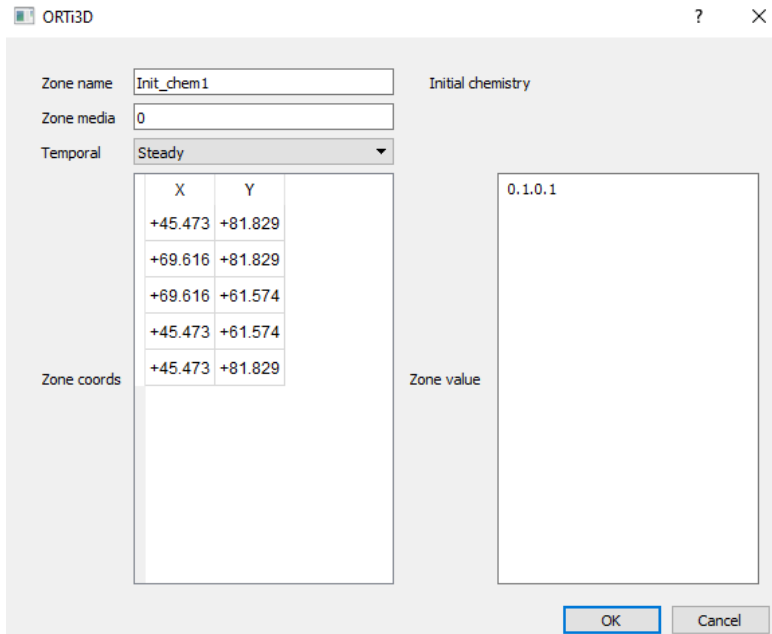 ORTi3D ? ×
Zone name Init_chem1 Initial chemistry
Zone media 0
Temporal Steady
X Y
+45.473 +81.829
+69.616 +81.829
+69.616 +61.574
+45.473 +61.574
+45.473 +81.829
Zone coords
Zone value 0.1.0.1
OK Cancel